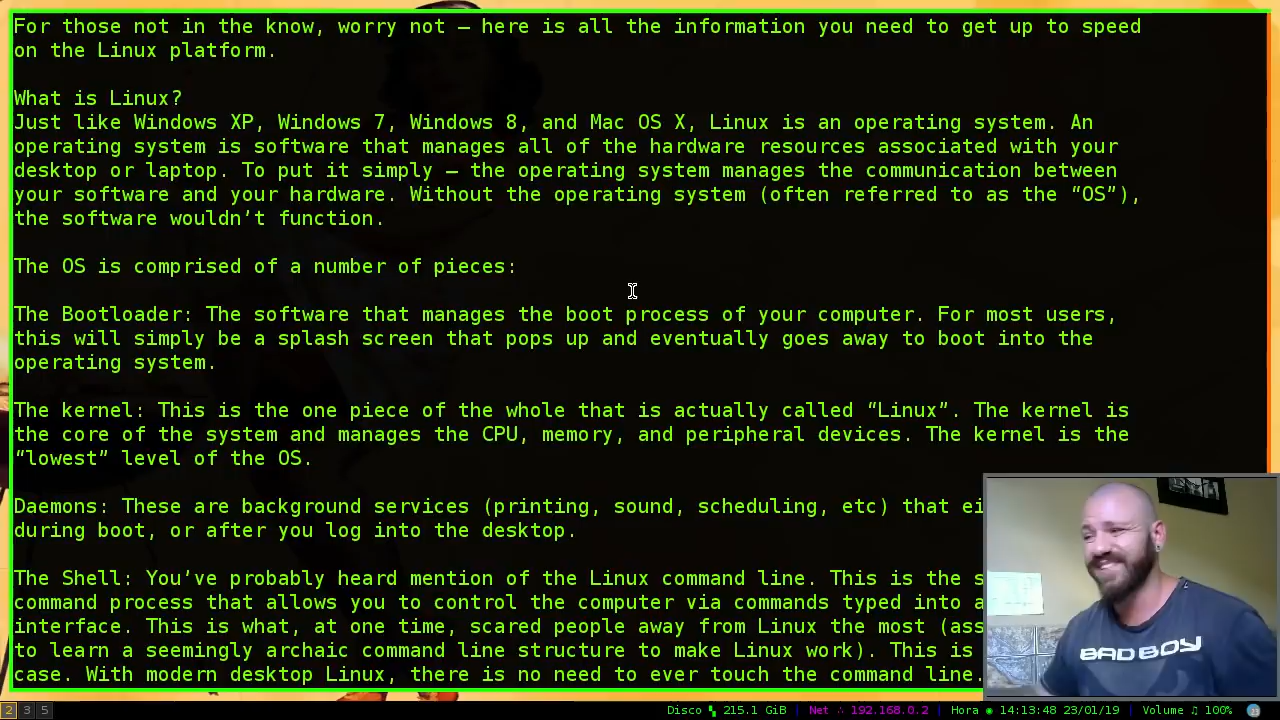 For those not in the know, worry not — here is all the information you need to get up to speed
on the Linux platform.
What is Linux?
Just like Windows XP, Windows 7, Windows 8, and Mac OS X, Linux is an operating system. An
operating system is software that manages all of the hardware resources associated with your
desktop or laptop. To put it simply — the operating system manages the communication between
your software and your hardware. Without the operating system (often referred to as the “OS”),
the software wouldn’t function.
The OS is comprised of a number of pieces:
The Bootloader: The software that manages the boot process of your computer. For most users,
this will simply be a splash screen that pops up and eventually goes away to boot into the
operating system.
The kernel: This is the one piece of the whole that is actually called “Linux”. The kernel is
the core of the system and manages the CPU, memory, and peripheral devices. The kernel is the
“lowest” level of the OS.
Daemons: These are background services (printing, sound, scheduling, etc) that ei
during boot, or after you log into the desktop.
The Shell: You’ve probably heard mention of the Linux command line. This is the s
command process that allows you to control the computer via commands typed into a
interface. This is what, at one time, scared people away from Linux the most (ass
to learn a seemingly archaic command line structure to make Linux work). This is
case. With modern desktop Linux, there is no need to ever touch the command line.
BAD BOY
2 3 5 Disco 215.1 GiB | Net ∴ 192.168.0.2 | Hora ◉ 14:13:48 23/01/19 | Volume ♫ 100%